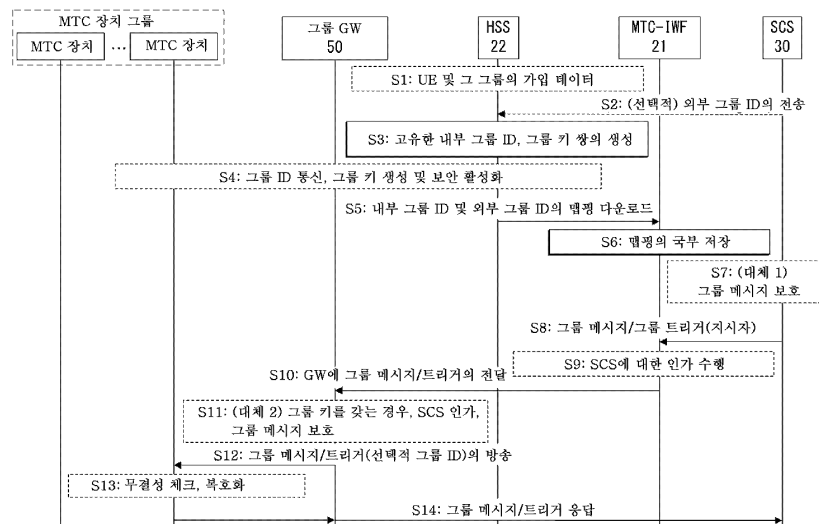 MTC 장치 그룹
MTC 장치 ... MTC 장치
그룹 GW
50
HSS
22
MTC-IWF
21
SCS
30
S1: UE 및 그 그룹의 가입 데이터
S2: (선택적) 외부 그룹 ID의 전송
S3: 고유한 내부 그룹 ID, 그룹 키 쌍의 생성
S4: 그룹 ID 통신, 그룹 키 생성 및 보안 활성화
S5: 내부 그룹 ID 및 외부 그룹 ID의 맵핑 다운로드
S6: 맵핑의 국부 저장
S7: (대체 1)
그룹 메시지 보호
S8: 그룹 메시지/그룹 트리거(지시자)
S9: SCS에 대한 인가 수행
S10: GW에 그룹 메시지/트리거의 전달
S11: (대체 2) 그룹 키를 갖는 경우, SCS 인가,
그룹 메시지 보호
S12: 그룹 메시지/트리거(선택적 그룹 ID)의 방송
S13: 무결성 체크, 복호화
S14: 그룹 메시지/트리거 응답